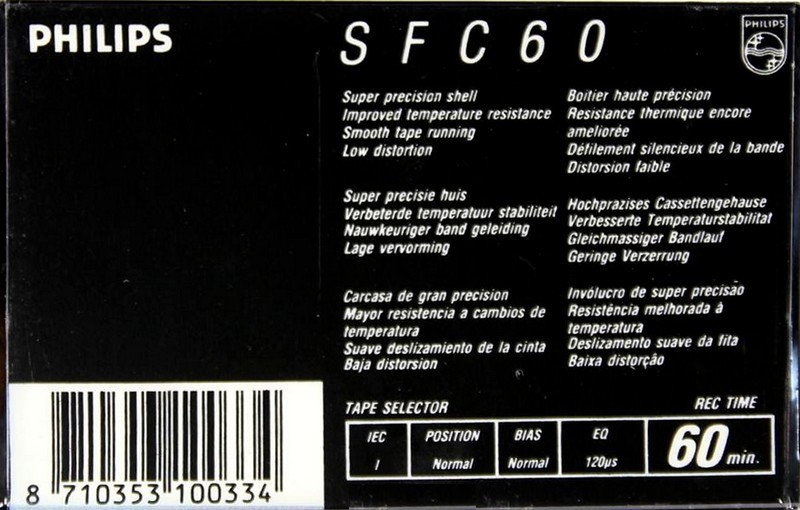 PHILIPS
SFC60
PHILIPS
Super precision shell
Improved temperature resistance
Smooth tape running
Low distortion
Boitier haute précision
Resistance thermique encore
ameliorée
Défilement silencieux de la bande
Distorsion faible
Super precisie huis
Verbeterde temperatuur stabiliteit
Nauwkeuriger band geleiding
Lage vervorming
Hochprazises Cassettengehause
Verbesserte Temperaturstabilitat
Gleichmassiger Bandlauf
Geringe Verzerrung
Carcasa de gran precision
Mayor resistencia a cambios de
temperatura
Suave deslizamiento de la cinta
Baja distorsion
Invólucro de super precisão
Resistência melhorada à
temperatura
Deslizamento suave da fita
Baixa distorção
TAPE SELECTOR
REC TIME
IEC POSITION BIAS EQ
I Normal Normal 120µs
60 min.
8 710353 100334